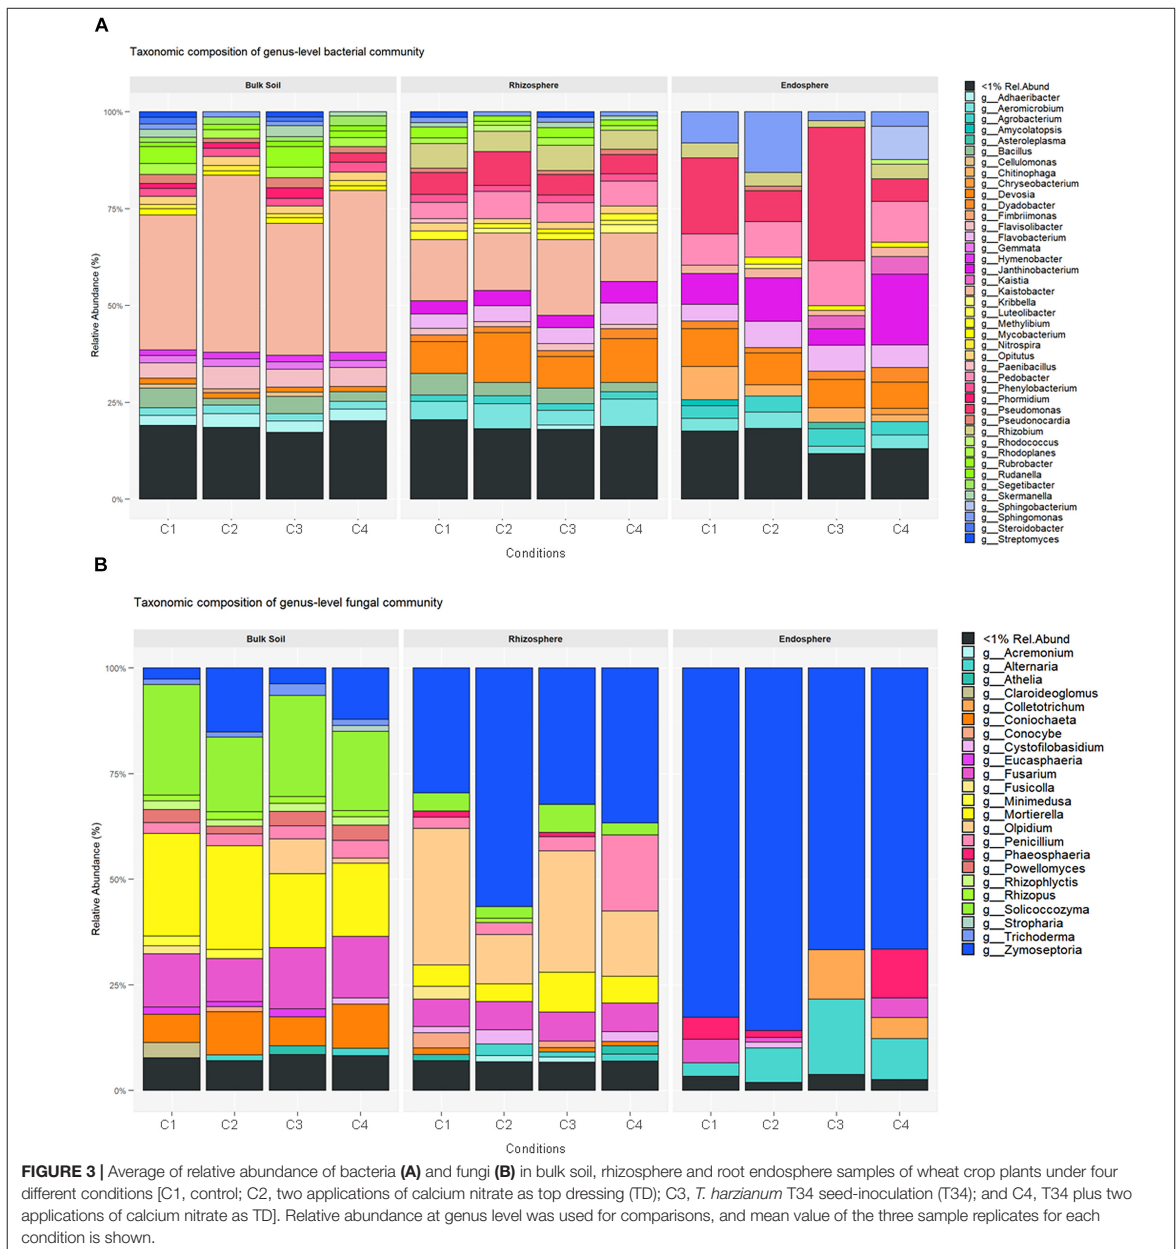 A
Taxonomic composition of genus-level bacterial community
Bulk Soil
Rhizosphere
Endosphere
100%
75%
50%
25%
0%
Relative Abundance (%)
C1 C2 C3 C4
C1 C2 C3 C4
C1 C2 C3 C4
Conditions
<1% Rel.Abund
g__Adhaeribacter
g__Aeromicrobium
g__Agrobacterium
g__Amycolatopsis
g__Asteroleplasma
g__Bacillus
g__Cellulomonas
g__Chitinophaga
g__Chryseobacterium
g__Devosia
g__Dyadobacter
g__Fimbriimonas
g__Flavisolibacter
g__Flavobacterium
g__Gemmata
g__Hymenobacter
g__Janthinobacterium
g__Kaistia
g__Kaistobacter
g__Kribbella
g__Luteolibacter
g__Methylibium
g__Mycobacterium
g__Nitrospira
g__Opitutus
g__Paenibacillus
g__Pedobacter
g__Phenylobacterium
g__Phormidium
g__Pseudomonas
g__Pseudonocardia
g__Rhizobium
g__Rhodococcus
g__Rhodoplanes
g__Rubrobacter
g__Rudanella
g__Segetibacter
g__Skermanella
g__Sphingobacterium
g__Sphingomonas
g__Steroidobacter
g__Streptomyces
B
Taxonomic composition of genus-level fungal community
Bulk Soil
Rhizosphere
Endosphere
100%
75%
50%
25%
0%
Relative Abundance (%)
C1 C2 C3 C4
C1 C2 C3 C4
C1 C2 C3 C4
Conditions
<1% Rel.Abund
g__Acremonium
g__Alternaria
g__Athelia
g__Claroideoglomus
g__Colletotrichum
g__Coniochaeta
g__Conocybe
g__Cystofilobasidium
g__Eucasphaeria
g__Fusarium
g__Fusicolla
g__Minimedusa
g__Mortierella
g__Olpidium
g__Penicillium
g__Phaeosphaeria
g__Powellomyces
g__Rhizophlyctis
g__Rhizopus
g__Solicoccozyma
g__Stropharia
g__Trichoderma
g__Zymoseptoria
FIGURE 3 | Average of relative abundance of bacteria (A) and fungi (B) in bulk soil, rhizosphere and root endosphere samples of wheat crop plants under four
different conditions [C1, control; C2, two applications of calcium nitrate as top dressing (TD); C3, T. harzianum T34 seed-inoculation (T34); and C4, T34 plus two
applications of calcium nitrate as TD]. Relative abundance at genus level was used for comparisons, and mean value of the three sample replicates for each
condition is shown.